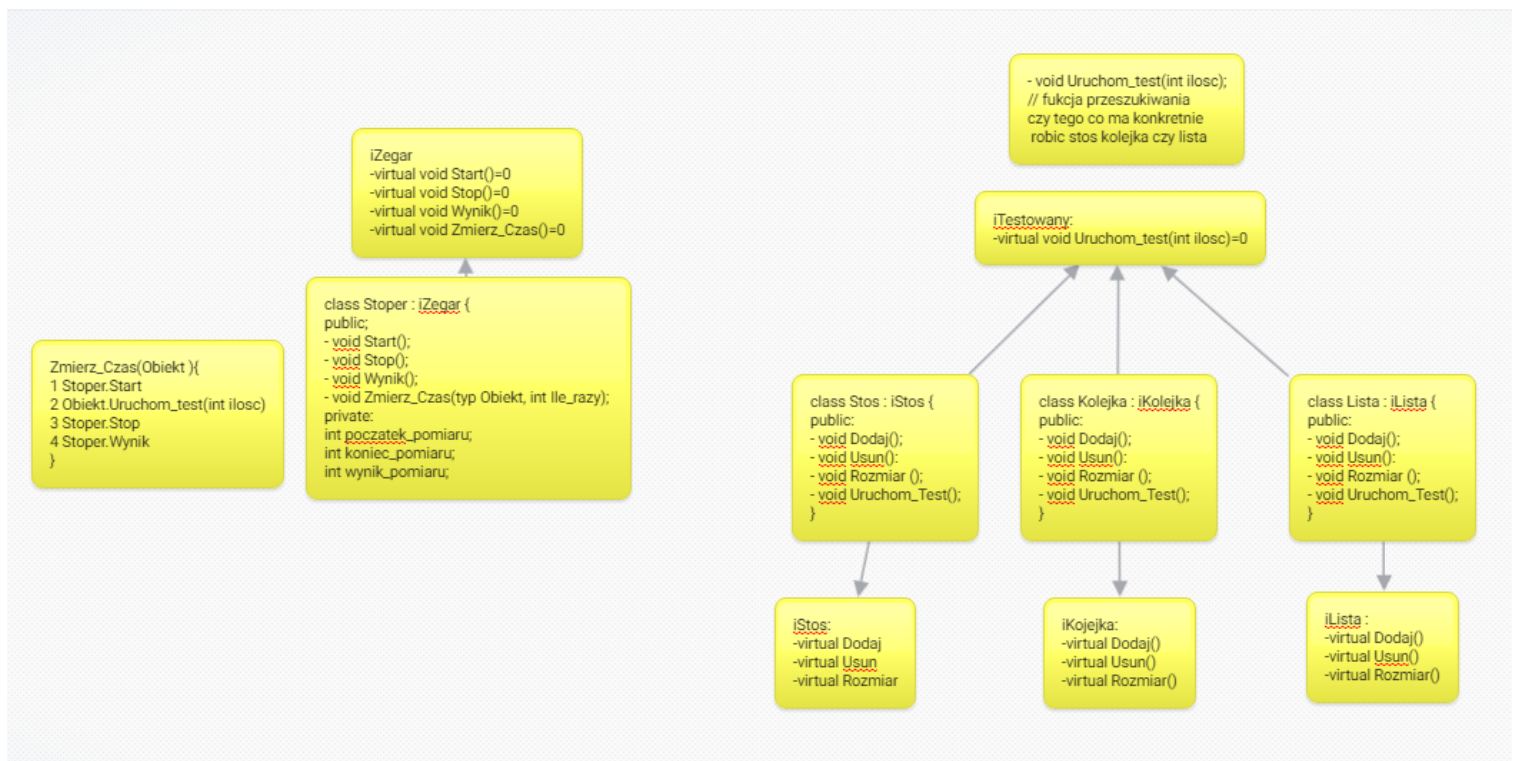 - void Uruchom_test(int ilosc);
// fukcja przeszukiwania
czy tego co ma konkretnie
robic stos kolejka czy lista
iZegar
-virtual void Start()=0
-virtual void Stop()=0
-virtual void Wynik()=0
-virtual void Zmierz_Czas()=0
iTestowany:
-virtual void Uruchom_test(int ilosc)=0
Zmierz_Czas(Obiekt ){
1 Stoper.Start
2 Obiekt.Uruchom_test(int ilosc)
3 Stoper.Stop
4 Stoper.Wynik
}
class Stoper : iZegar {
public;
- void Start();
- void Stop();
- void Wynik();
- void Zmierz_Czas(typ Obiekt, int Ile_razy);
private:
int poczatek_pomiaru;
int koniec_pomiaru;
int wynik_pomiaru;
class Stos : iStos {
public:
- void Dodaj();
- void Usun():
- void Rozmiar ();
- void Uruchom_Test();
}
class Kolejka : iKolejka {
public:
- void Dodaj();
- void Usun():
- void Rozmiar ();
- void Uruchom_Test();
}
class Lista : iLista {
public:
- void Dodaj();
- void Usun():
- void Rozmiar ();
- void Uruchom_Test();
}
iStos:
-virtual Dodaj
-virtual Usun
-virtual Rozmiar
iKojejka:
-virtual Dodaj()
-virtual Usun()
-virtual Rozmiar()
iLista :
-virtual Dodaj()
-virtual Usun()
-virtual Rozmiar()